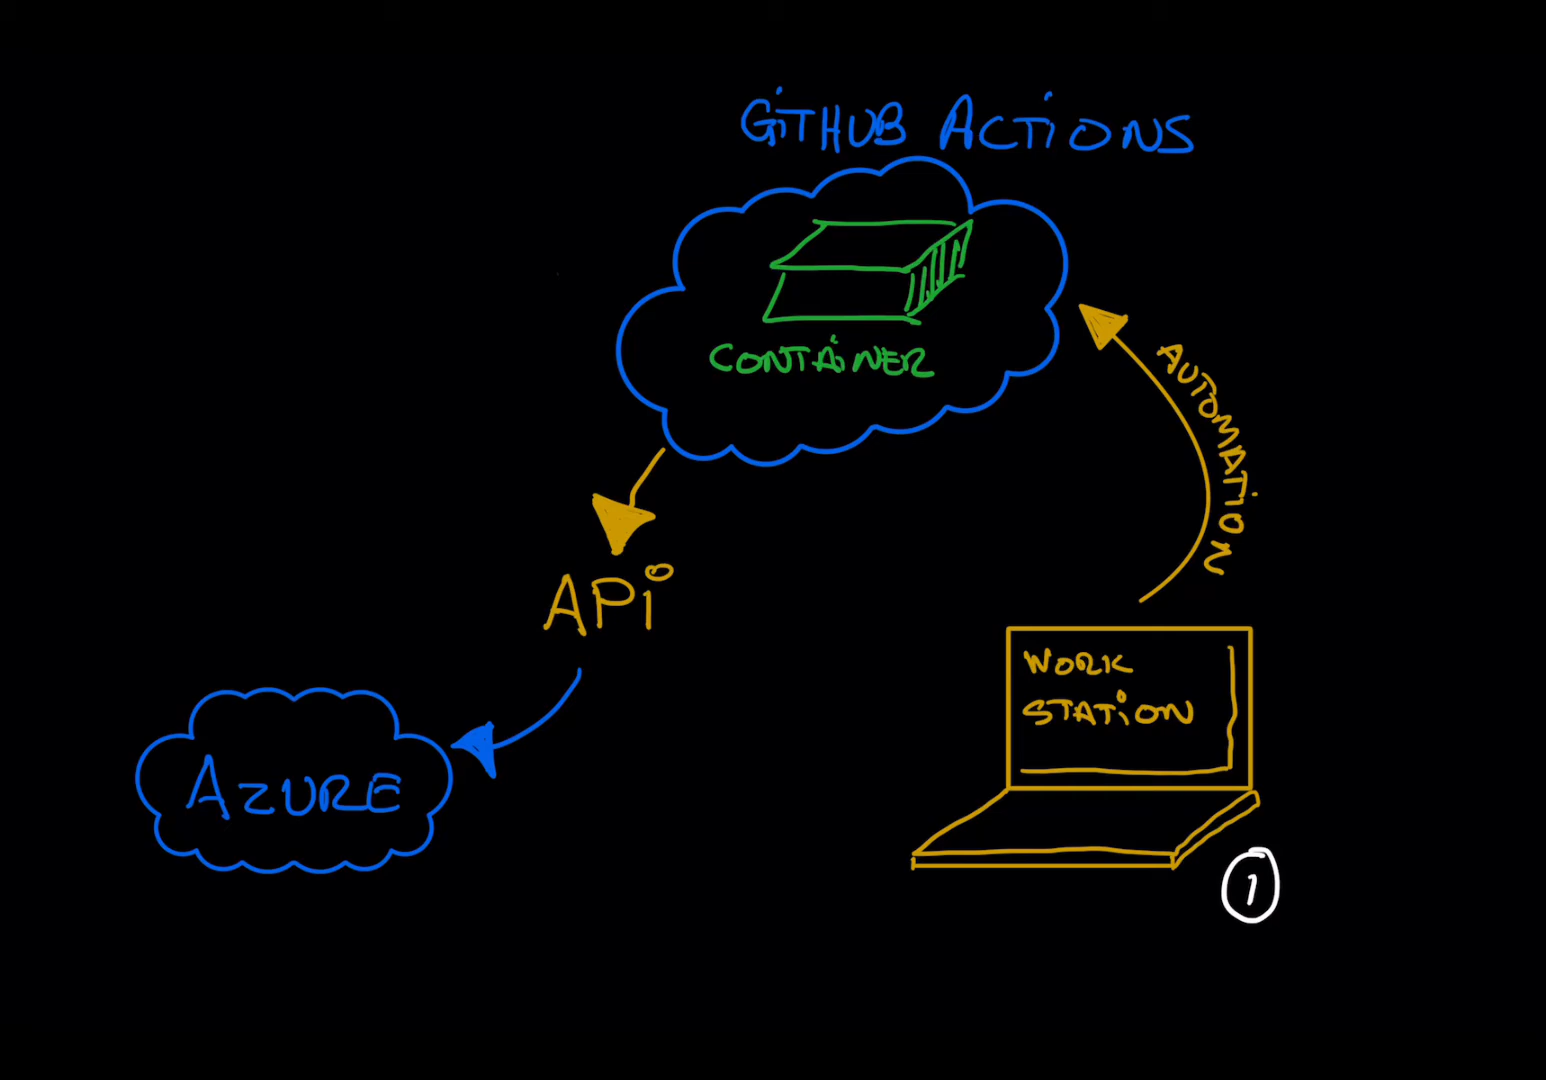 GiTHUB ACTiONS
CONTAiNER
AUTOMATiON
APi
WORK
STATiON
AZURE
1